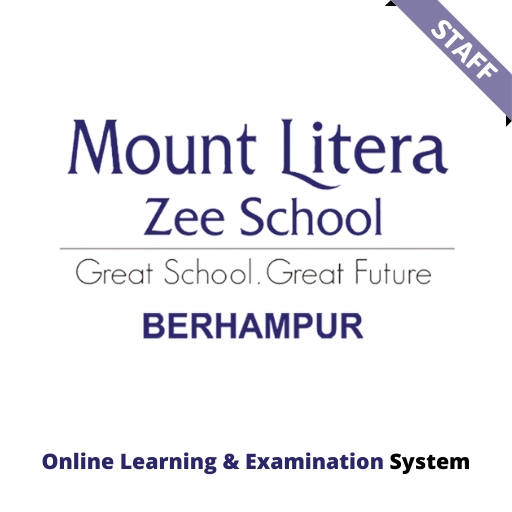 STAFF
Mount Litera
Zee School
Great School. Great Future
BERHAMPUR
Online Learning & Examination System